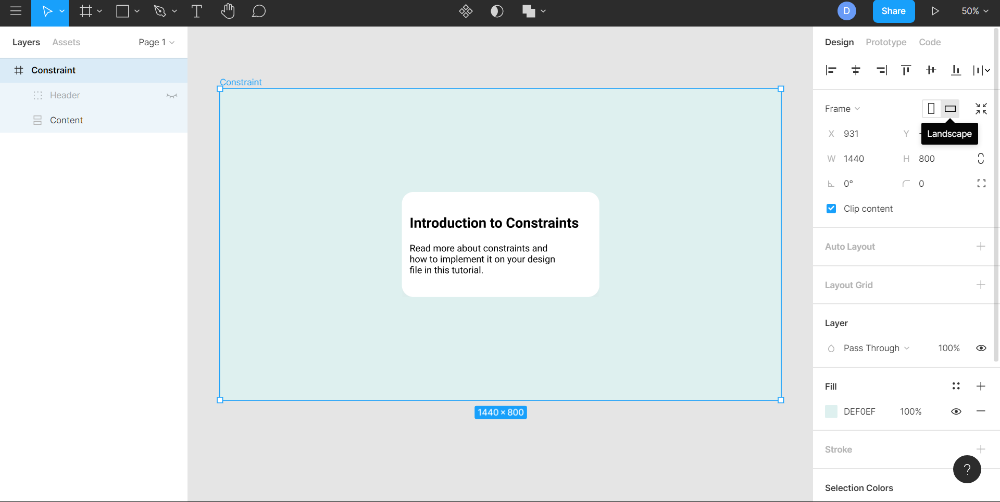 D
Share
50%
Layers
Assets
Page 1
Design
Prototype
Code
Constraint
Header
Content
Constraint
Introduction to Constraints
Read more about constraints and
how to implement it on your design
file in this tutorial.
1440 × 800
Frame
X 931
Y
Landscape
W 1440
H 800
0°
0
Clip content
Auto Layout
Layout Grid
Layer
Pass Through
100%
Fill
DEF0EF
100%
Stroke
?
Selection Colors